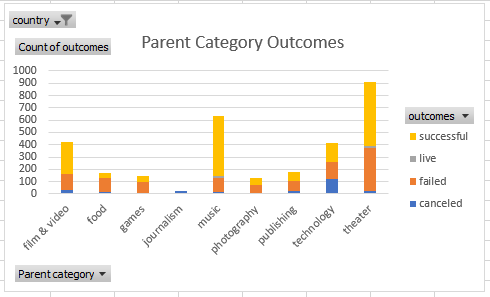 country
Count of outcomes
Parent Category Outcomes
1000
900
800
700
600
500
400
300
200
100
0
film & video
food
games
journalism
music
photography
publishing
technology
theater
outcomes
successful
live
failed
canceled
Parent category